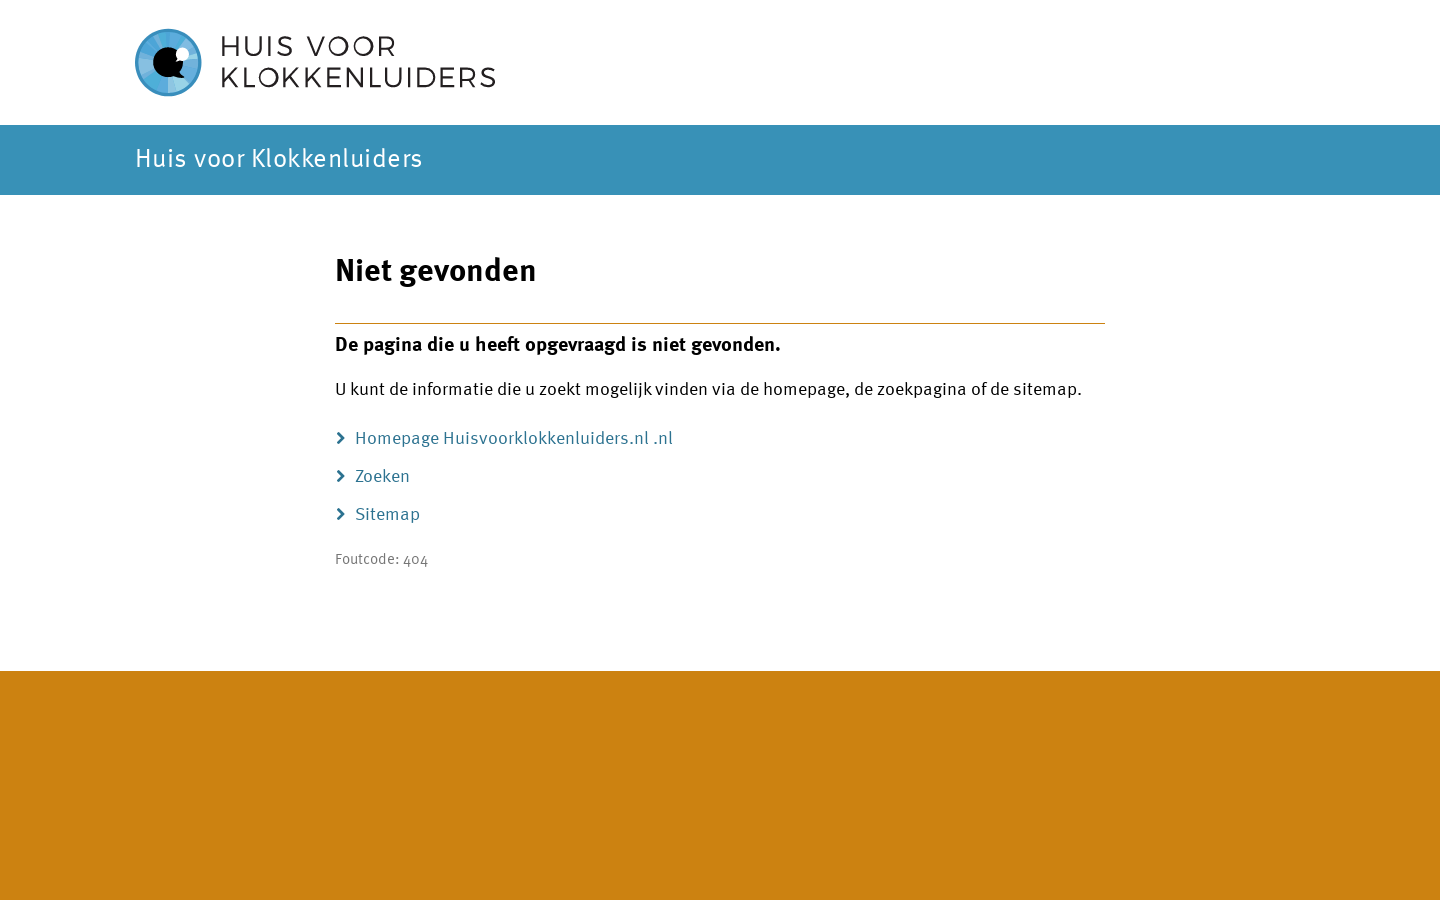 HUIS VOOR
KLOKKENLUIDERS
Huis voor Klokkenluiders
Niet gevonden
De pagina die u heeft opgevraagd is niet gevonden.
U kunt de informatie die u zoekt mogelijk vinden via de homepage, de zoekpagina of de sitemap.
Homepage Huisvoorklokkenluiders.nl .nl
Zoeken
Sitemap
Foutcode: 404